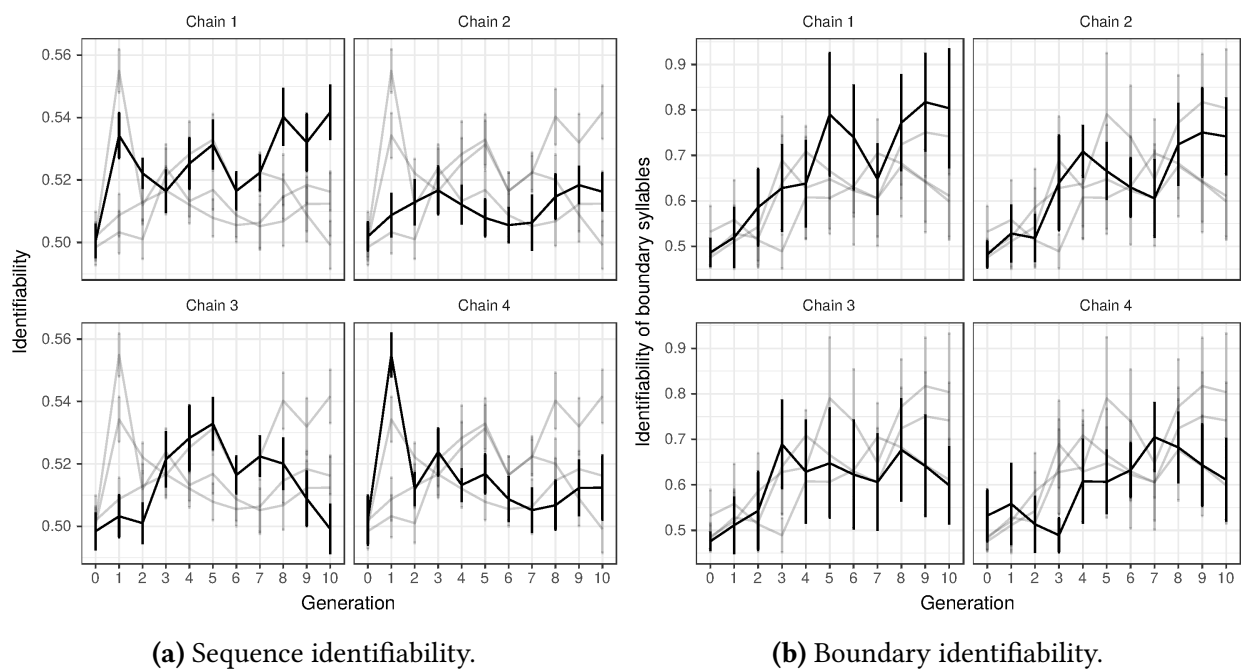 Chain 1
Chain 2
0.56
0.54
0.52
0.50
Chain 3
Chain 4
0.56
0.54
0.52
0.50
0 1 2 3 4 5 6 7 8 9 10
0 1 2 3 4 5 6 7 8 9 10
Identifiability
Generation
(a) Sequence identifiability.
Chain 1
Chain 2
0.9
0.8
0.7
0.6
0.5
Chain 3
Chain 4
0.9
0.8
0.7
0.6
0.5
0 1 2 3 4 5 6 7 8 9 10
0 1 2 3 4 5 6 7 8 9 10
Identifiability of boundary syllables
Generation
(b) Boundary identifiability.